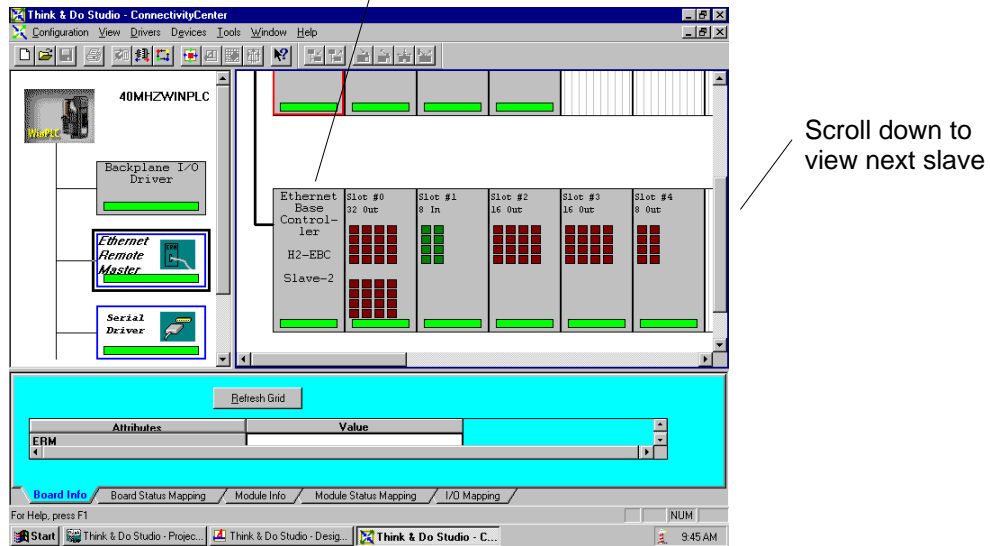 Think & Do Studio - ConnectivityCenter
Configuration View Drivers Devices Tools Window Help
WinPLC
40MHZWINPLC
Backplane I/O
Driver
Ethernet
Remote
Master
Serial
Driver
Ethernet
Base
Control-
ler
H2-EBC
Slave-2
Slot #0
32 Out
Slot #1
8 In
Slot #2
16 Out
Slot #3
16 Out
Slot #4
8 Out
Scroll down to
view next slave
Refresh Grid
Attributes Value
ERM
Board Info Board Status Mapping Module Info Module Status Mapping I/O Mapping
For Help, press F1
NUM
Start Think & Do Studio - Projec... Think & Do Studio - Desig... Think & Do Studio - C... 9:45 AM